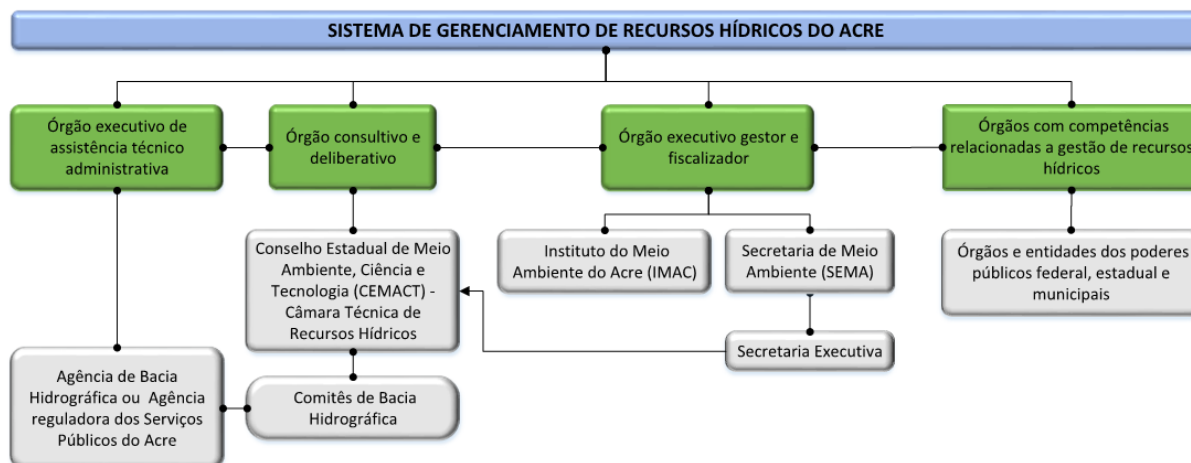 SISTEMA DE GERENCIAMENTO DE RECURSOS HÍDRICOS DO ACRE
Órgão executivo de
assistência técnico
administrativa
Órgão consultivo e
deliberativo
Órgão executivo gestor e
fiscalizador
Órgãos com competências
relacionadas a gestão de recursos
hídricos
Conselho Estadual de Meio
Ambiente, Ciência e
Tecnologia (CEMACT) -
Câmara Técnica de
Recursos Hídricos
Instituto do Meio
Ambiente do Acre (IMAC)
Secretaria de Meio
Ambiente (SEMA)
Órgãos e entidades dos poderes
públicos federal, estadual e
municipais
Secretaria Executiva
Agência de Bacia
Hidrográfica ou Agência
reguladora dos Serviços
Públicos do Acre
Comitês de Bacia
Hidrográfica